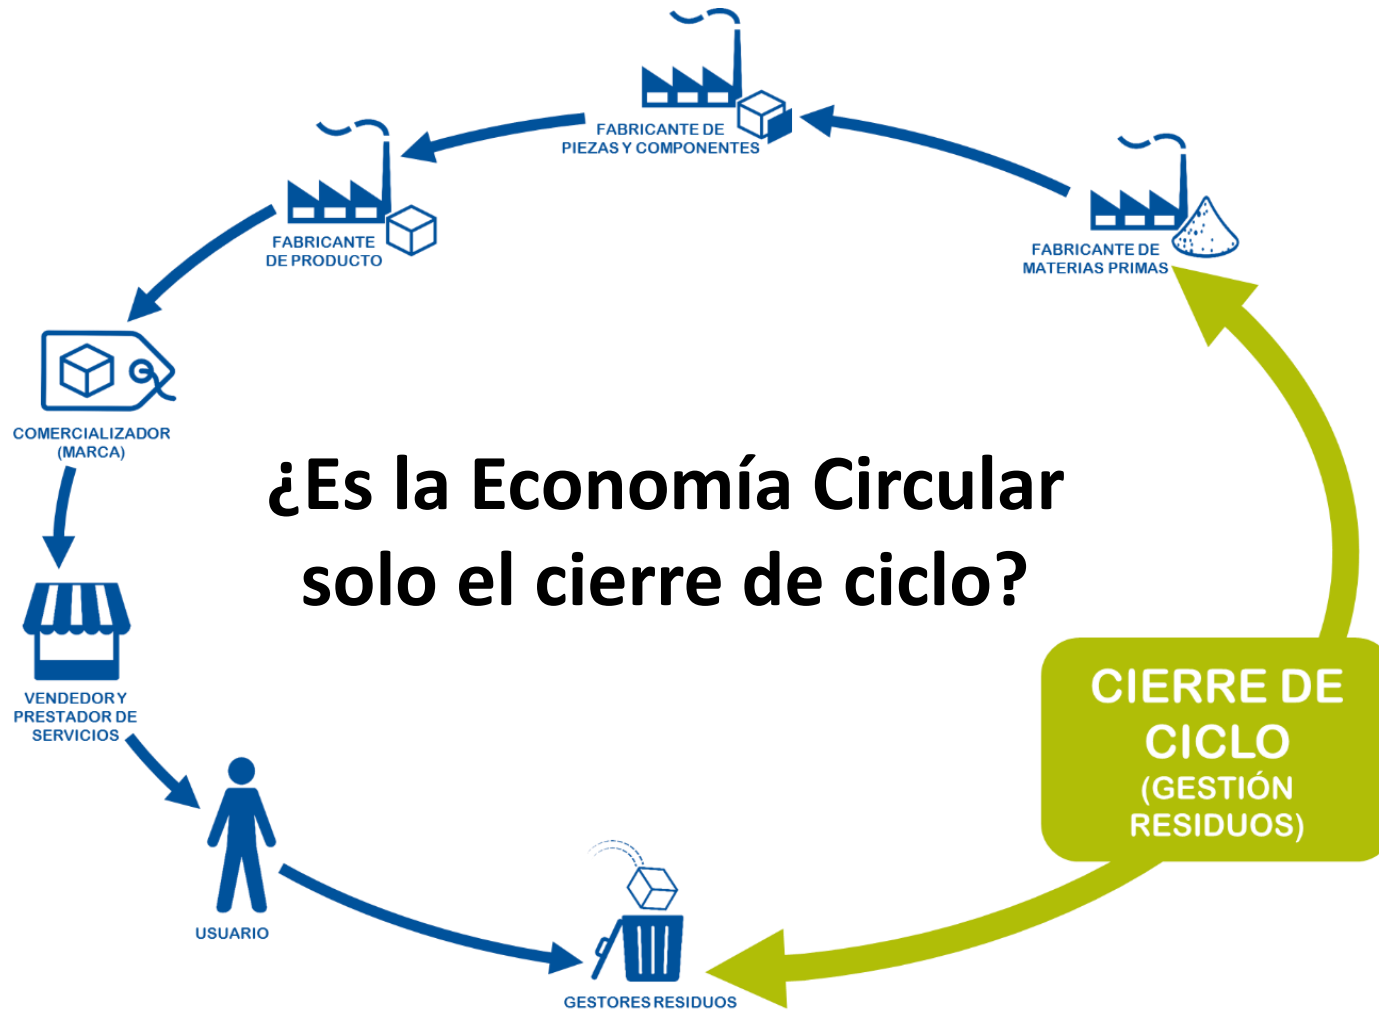 FABRICANTE DE
PIEZAS Y COMPONENTES
FABRICANTE
DE PRODUCTO
FABRICANTE DE
MATERIAS PRIMAS
COMERCIALIZADOR
(MARCA)
¿Es la Economía Circular
solo el cierre de ciclo?
VENDEDOR Y
PRESTADOR DE
SERVICIOS
CIERRE DE
CICLO
(GESTIÓN
RESIDUOS)
USUARIO
GESTORES RESIDUOS